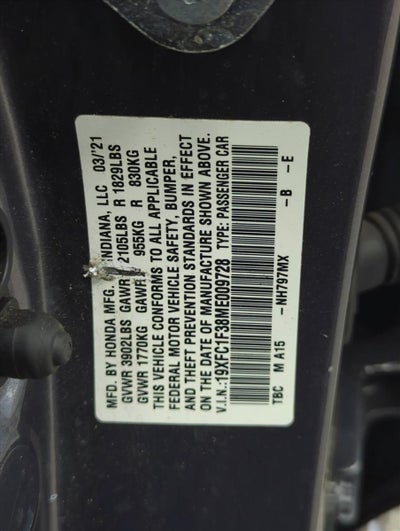 MFD. BY HONDA MFG. INDIANA, LLC 03/'21
GVWR 3902LBS GAWR 2105LBS R 1829LBS
GVWR 1770KG GAWR 955KG R 830KG
THIS VEHICLE CONFORMS TO ALL APPLICABLE
FEDERAL MOTOR VEHICLE SAFETY, BUMPER,
AND THEFT PREVENTION STANDARDS IN EFFECT
ON THE DATE OF MANUFACTURE SHOWN ABOVE.
V.I.N.:19XFC1F38ME009728 TYPE: PASSENGER CAR
TBC M A15 -NH797MX -B -E